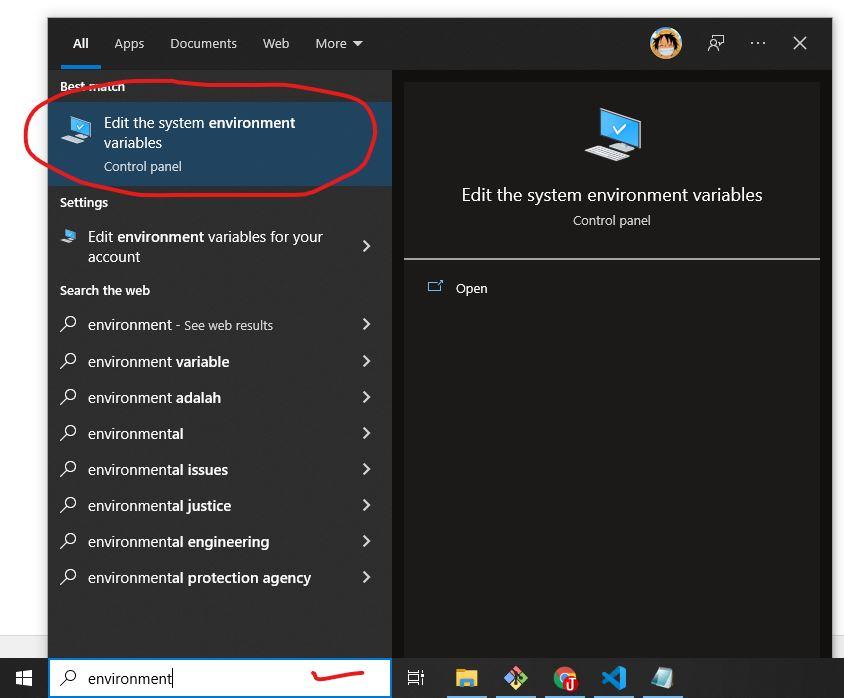 All Apps Documents Web More
Best match
Edit the system environment
variables
Control panel
Settings
Edit environment variables for your
account
Search the web
environment - See web results
environment variable
environment adalah
environmental
environmental issues
environmental justice
environmental engineering
environmental protection agency
Edit the system environment variables
Control panel
Open
environment